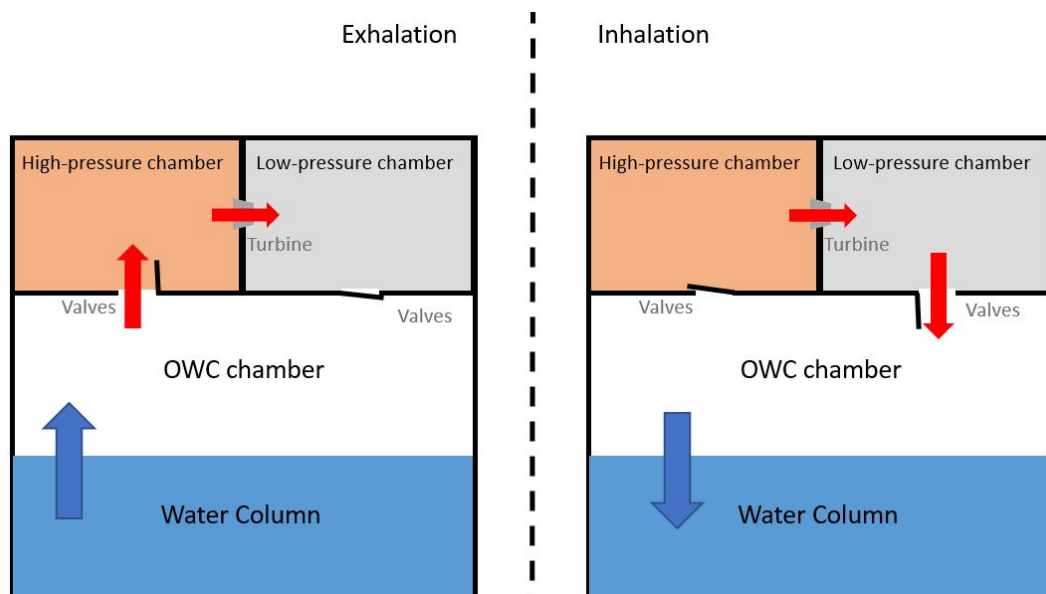 Exhalation
Inhalation
High-pressure chamber
Low-pressure chamber
Turbine
Valves
Valves
OWC chamber
Water Column
High-pressure chamber
Low-pressure chamber
Turbine
Valves
Valves
OWC chamber
Water Column